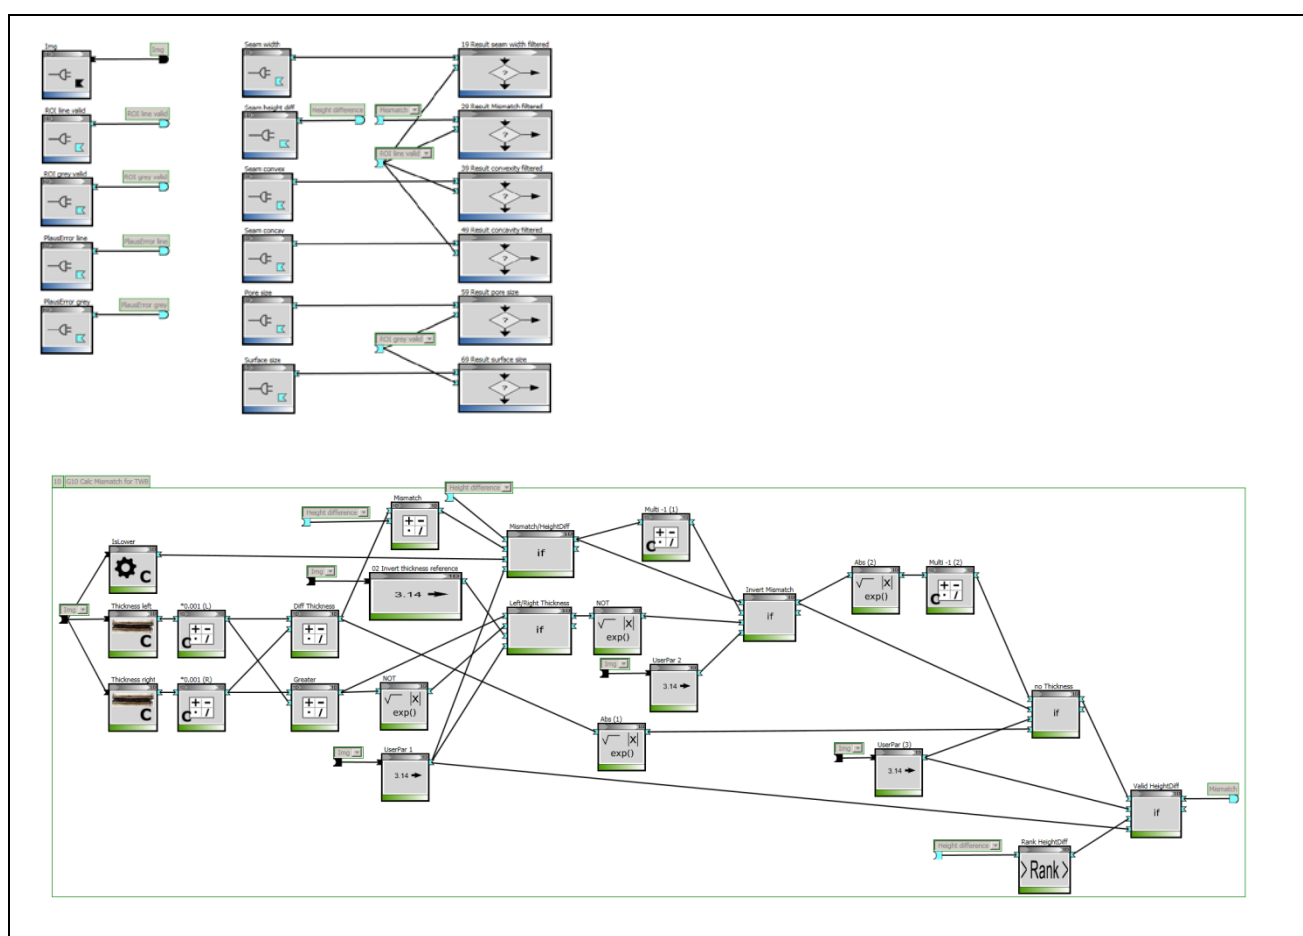 Img
Img
ROI line valid
ROI line valid
ROI grey valid
ROI grey valid
PlausError line
PlausError line
PlausError grey
PlausError grey
Seam width
19 Result seam width filtered
?
Seam height diff
Height difference
Mismatch
29 Result Mismatch filtered
?
ROI line valid
Seam convex
39 Result convexity filtered
?
Seam concav
49 Result concavity filtered
?
Pore size
59 Result pore size
?
ROI grey valid
Surface size
69 Result surface size
?
10 G10 Calc Mismatch for TWB
Height difference
Mismatch
Height difference
Multi -1 (1)
C
Mismatch/HeightDiff
if
IsLower
C
Img
02 Invert thickness reference
3.14
Abs (2)
√ |X|
exp()
Multi -1 (2)
C
Invert Mismatch
if
Img
Thickness left
C
*0.001 (L)
C
Diff Thickness
Left/Right Thickness
if
NOT
√ |X|
exp()
Img
UserPar 2
3.14
Thickness right
C
*0.001 (R)
C
Greater
NOT
√ |X|
exp()
no Thickness
if
Abs (1)
√ |X|
exp()
Img
UserPar 1
3.14
Img
UserPar (3)
3.14
Valid HeightDiff
if
Mismatch
Height difference
Rank HeightDiff
>Rank>